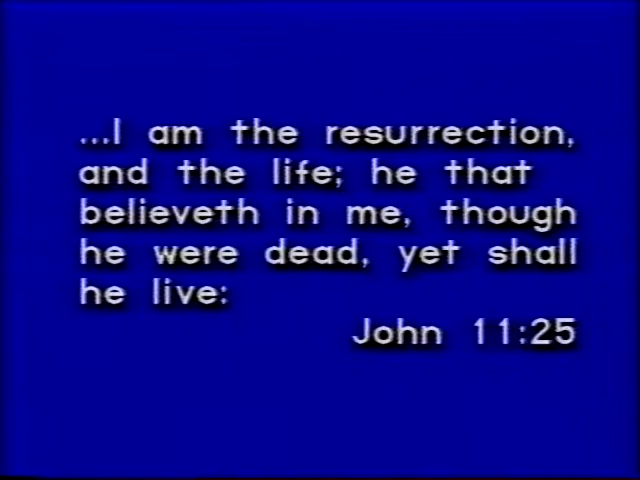 ...I am the resurrection,
and the life; he that
believeth in me, though
he were dead, yet shall
he live:
John 11:25